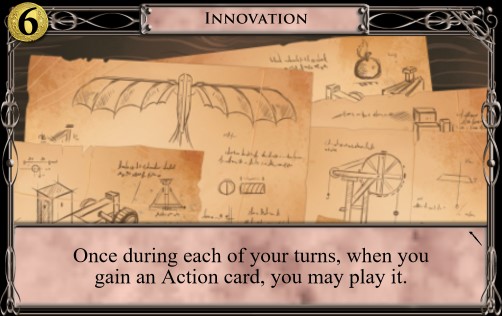 6
INNOVATION
Once during each of your turns, when you
gain an Action card, you may play it.